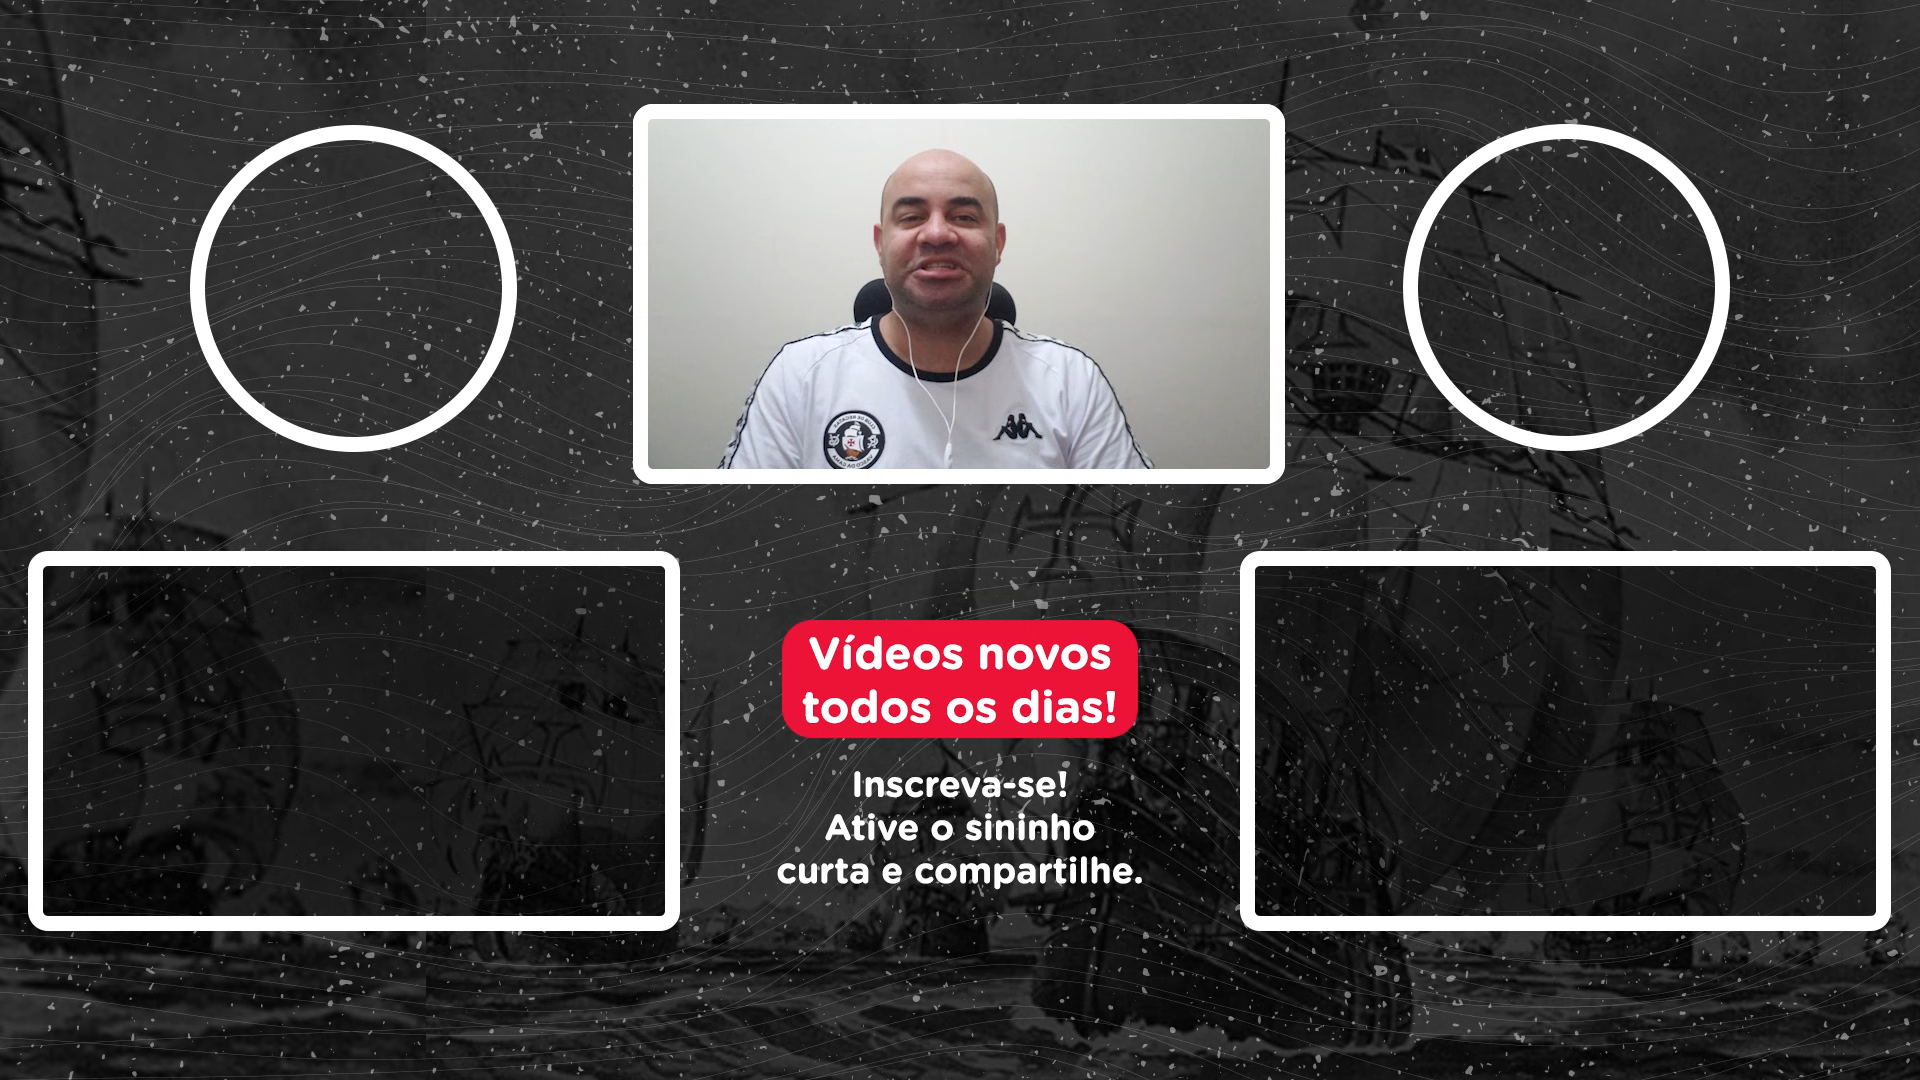 Vídeos novos
todos os dias!
Inscreva-se!
Ative o sininho
curta e compartilhe.